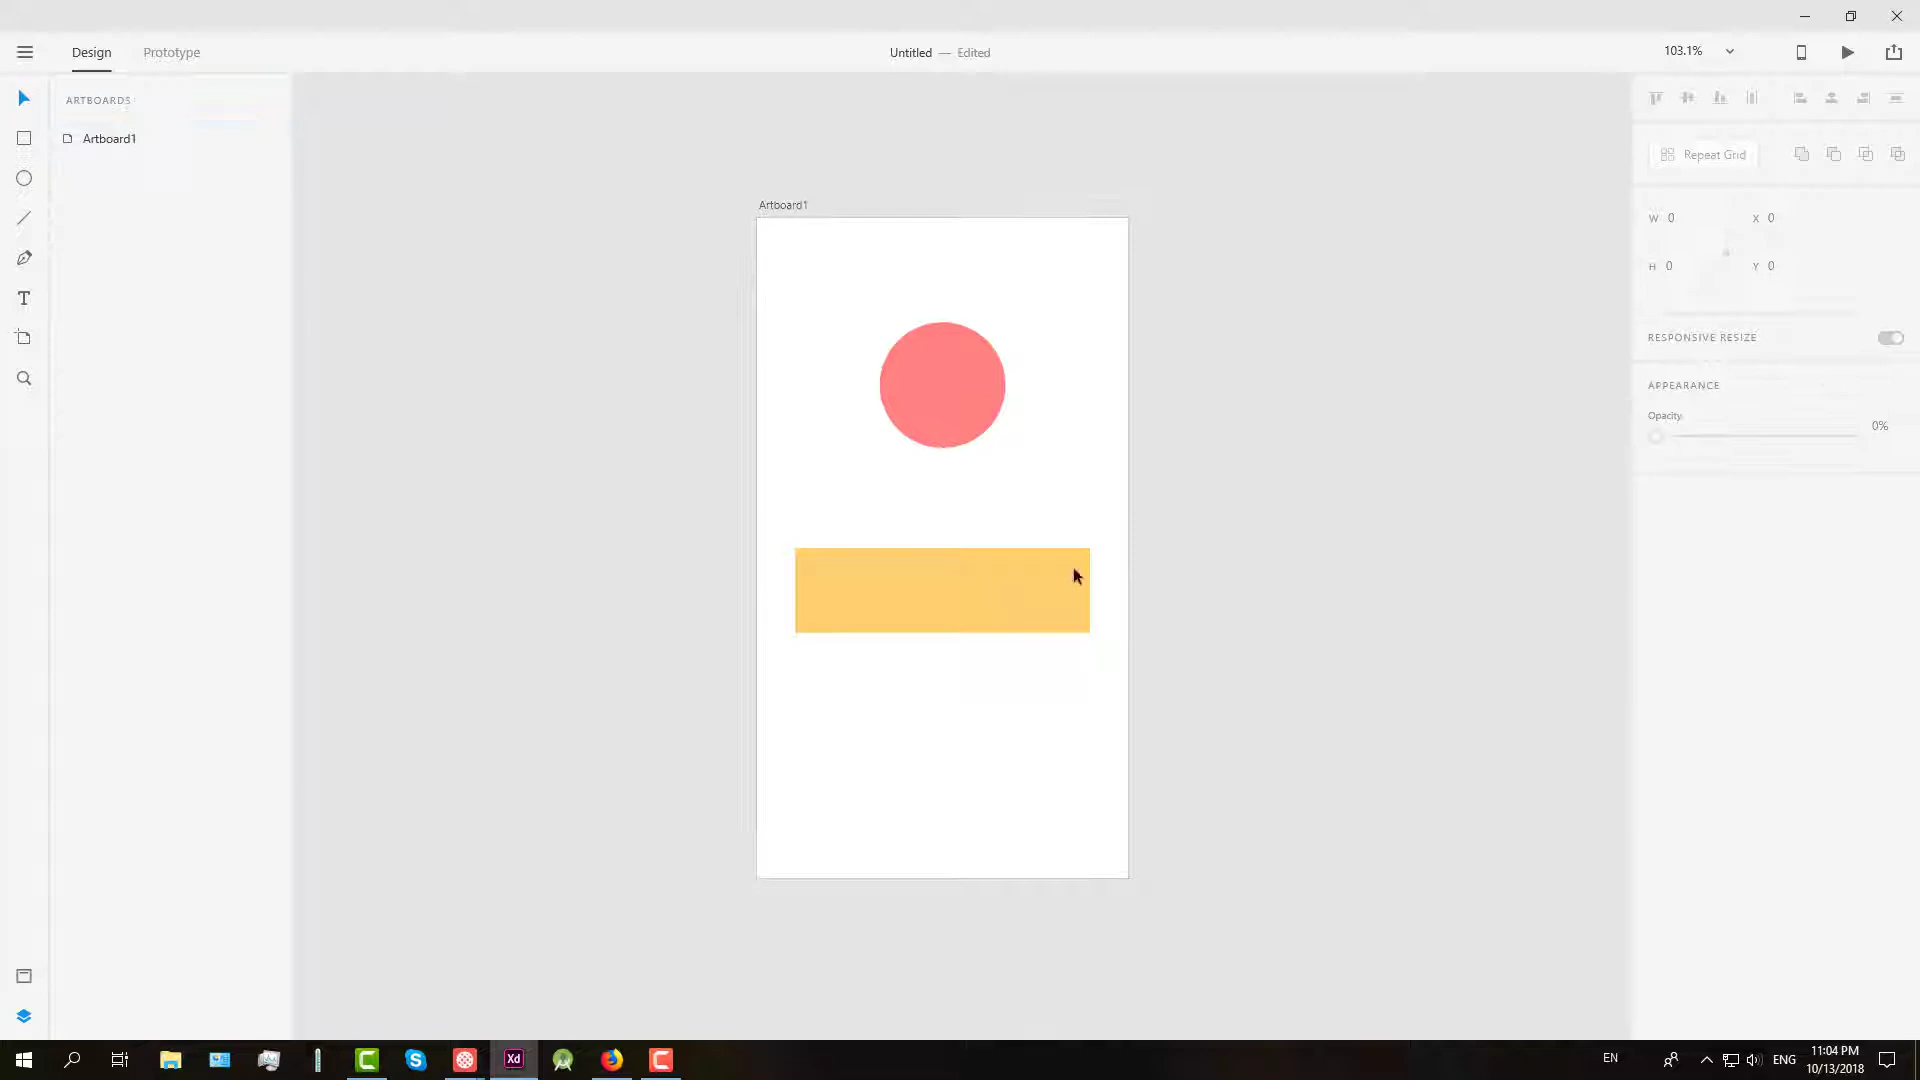 Design
Prototype
Untitled — Edited
103.1%
ARTBOARDS
Artboard1
Artboard1
Repeat Grid
W 0
X 0
H 0
Y 0
RESPONSIVE RESIZE
APPEARANCE
Opacity
0%
Xd
EN
ENG
11:04 PM
10/13/2018